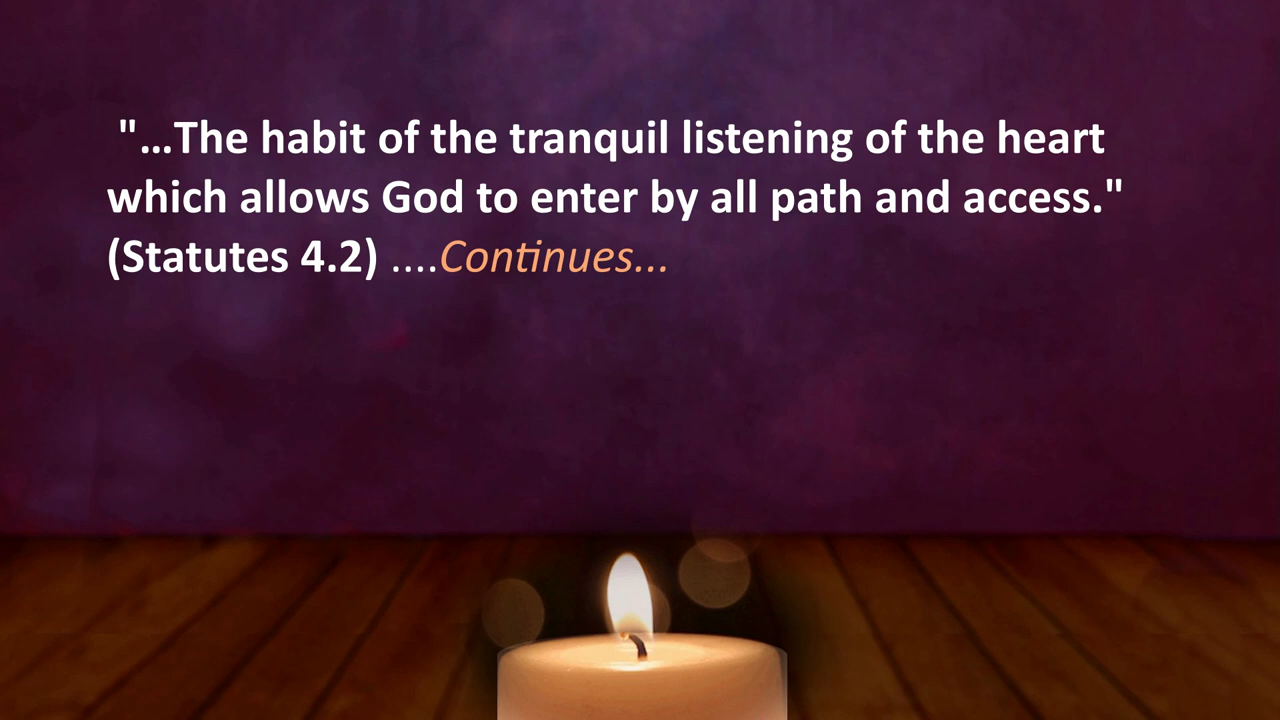 "...The habit of the tranquil listening of the heart
which allows God to enter by all path and access."
(Statutes 4.2) ....Continues...